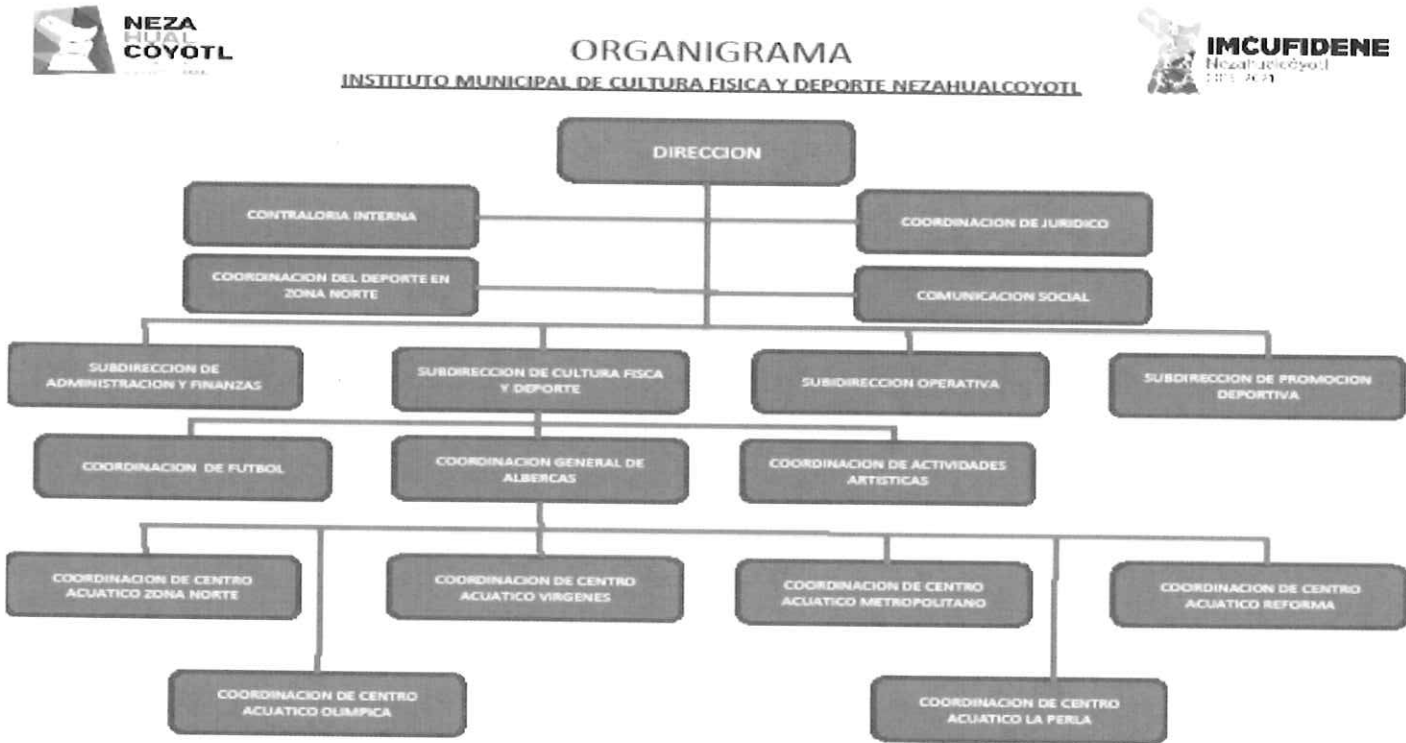 NEZA
HUAL
COYOTL
ORGANIGRAMA
INSTITUTO MUNICIPAL DE CULTURA FISICA Y DEPORTE NEZAHUALCOYOTL
IMCUFIDENE
Nezahualcóyotl
DIRECCION
CONTRALORIA INTERNA
COORDINACION DE JURIDICO
COORDINACION DEL DEPORTE EN
ZONA NORTE
COMUNICACION SOCIAL
SUBDIRECCION DE
ADMINISTRACION Y FINANZAS
SUBDIRECCION DE CULTURA FISCA
Y DEPORTE
SUBIDIRECCION OPERATIVA
SUBDIRECCION DE PROMOCION
DEPORTIVA
COORDINACION DE FUTBOL
COORDINACION GENERAL DE
ALBERCAS
COORDINACION DE ACTIVIDADES
ARTISTICAS
COORDINACION DE CENTRO
ACUATICO ZONA NORTE
COORDINACION DE CENTRO
ACUATICO VIRGENES
COORDINACION DE CENTRO
ACUATICO METROPOLITANO
COORDINACION DE CENTRO
ACUATICO REFORMA
COORDINACION DE CENTRO
ACUATICO OLIMPICA
COORDINACION DE CENTRO
ACUATICO LA PERLA